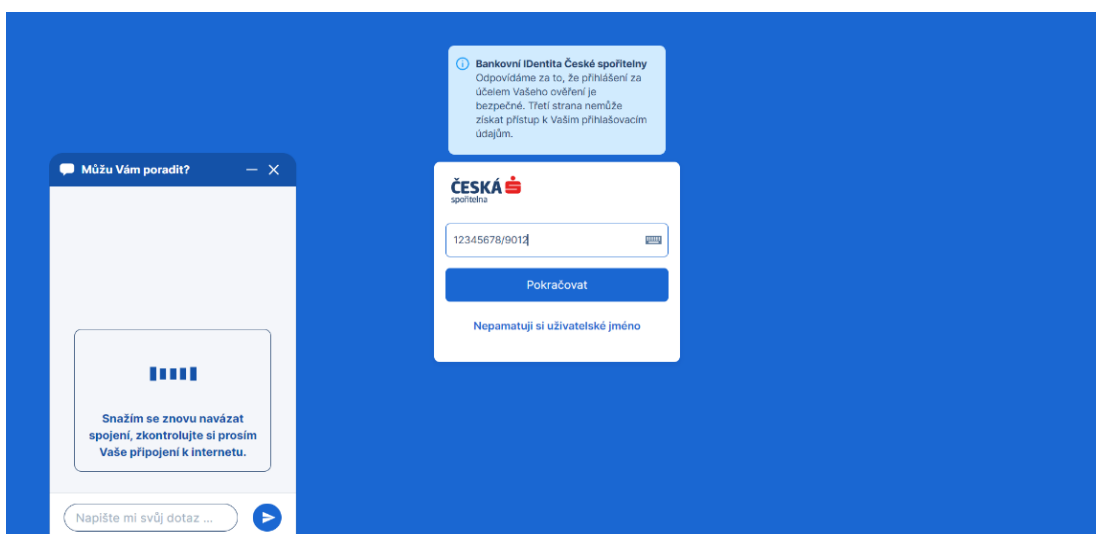 Bankovní IDentita České spořitelny
Odpovídáme za to, že přihlášení za
účelem Vašeho ověření je
bezpečné. Třetí strana nemůže
získat přístup k Vašim přihlašovacím
údajům.
Můžu Vám poradit?
ČESKÁ
spořitelna
12345678/9012
Pokračovat
Nepamatuji si uživatelské jméno
Snažím se znovu navázat
spojení, zkontrolujte si prosím
Vaše připojení k internetu.
Napište mi svůj dotaz ...